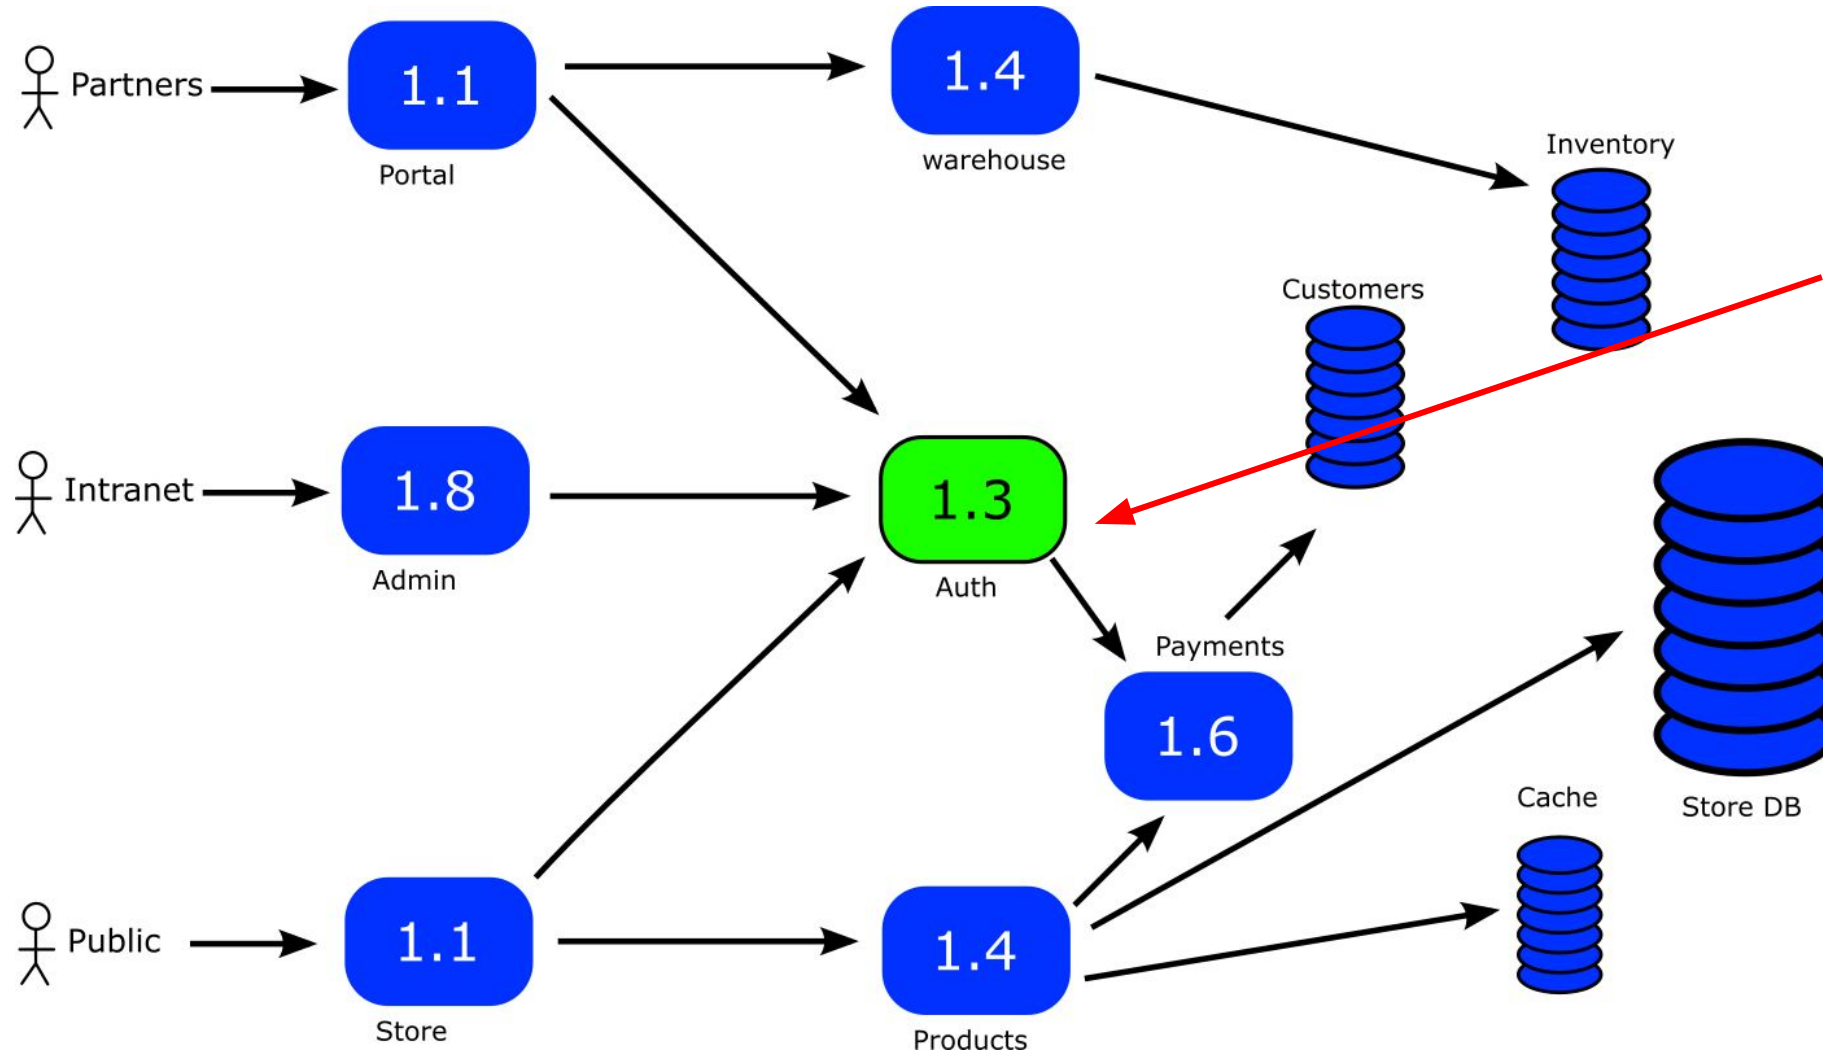 Partners
1.1
Portal
1.4
warehouse
Inventory
Customers
Intranet
1.8
Admin
1.3
Auth
Payments
1.6
Store DB
Cache
Public
1.1
Store
1.4
Products